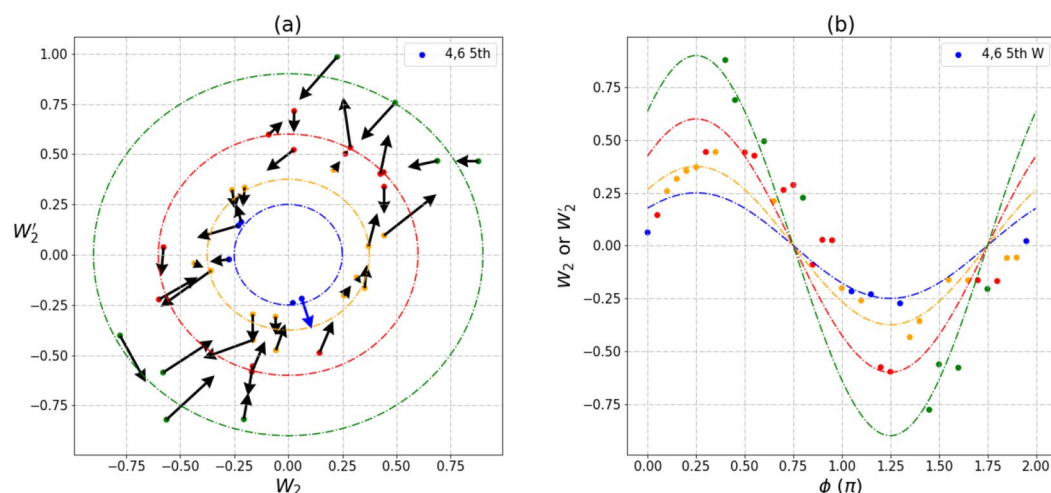 (a)
4,6 5th
1.00
0.75
0.50
0.25
W₂′
0.00
−0.25
−0.50
−0.75
−0.75 −0.50 −0.25 0.00 0.25 0.50 0.75
W₂
(b)
4,6 5th W
0.75
0.50
0.25
0.00
−0.25
−0.50
−0.75
W₂ or W₂′
0.00 0.25 0.50 0.75 1.00 1.25 1.50 1.75 2.00
ϕ (π)